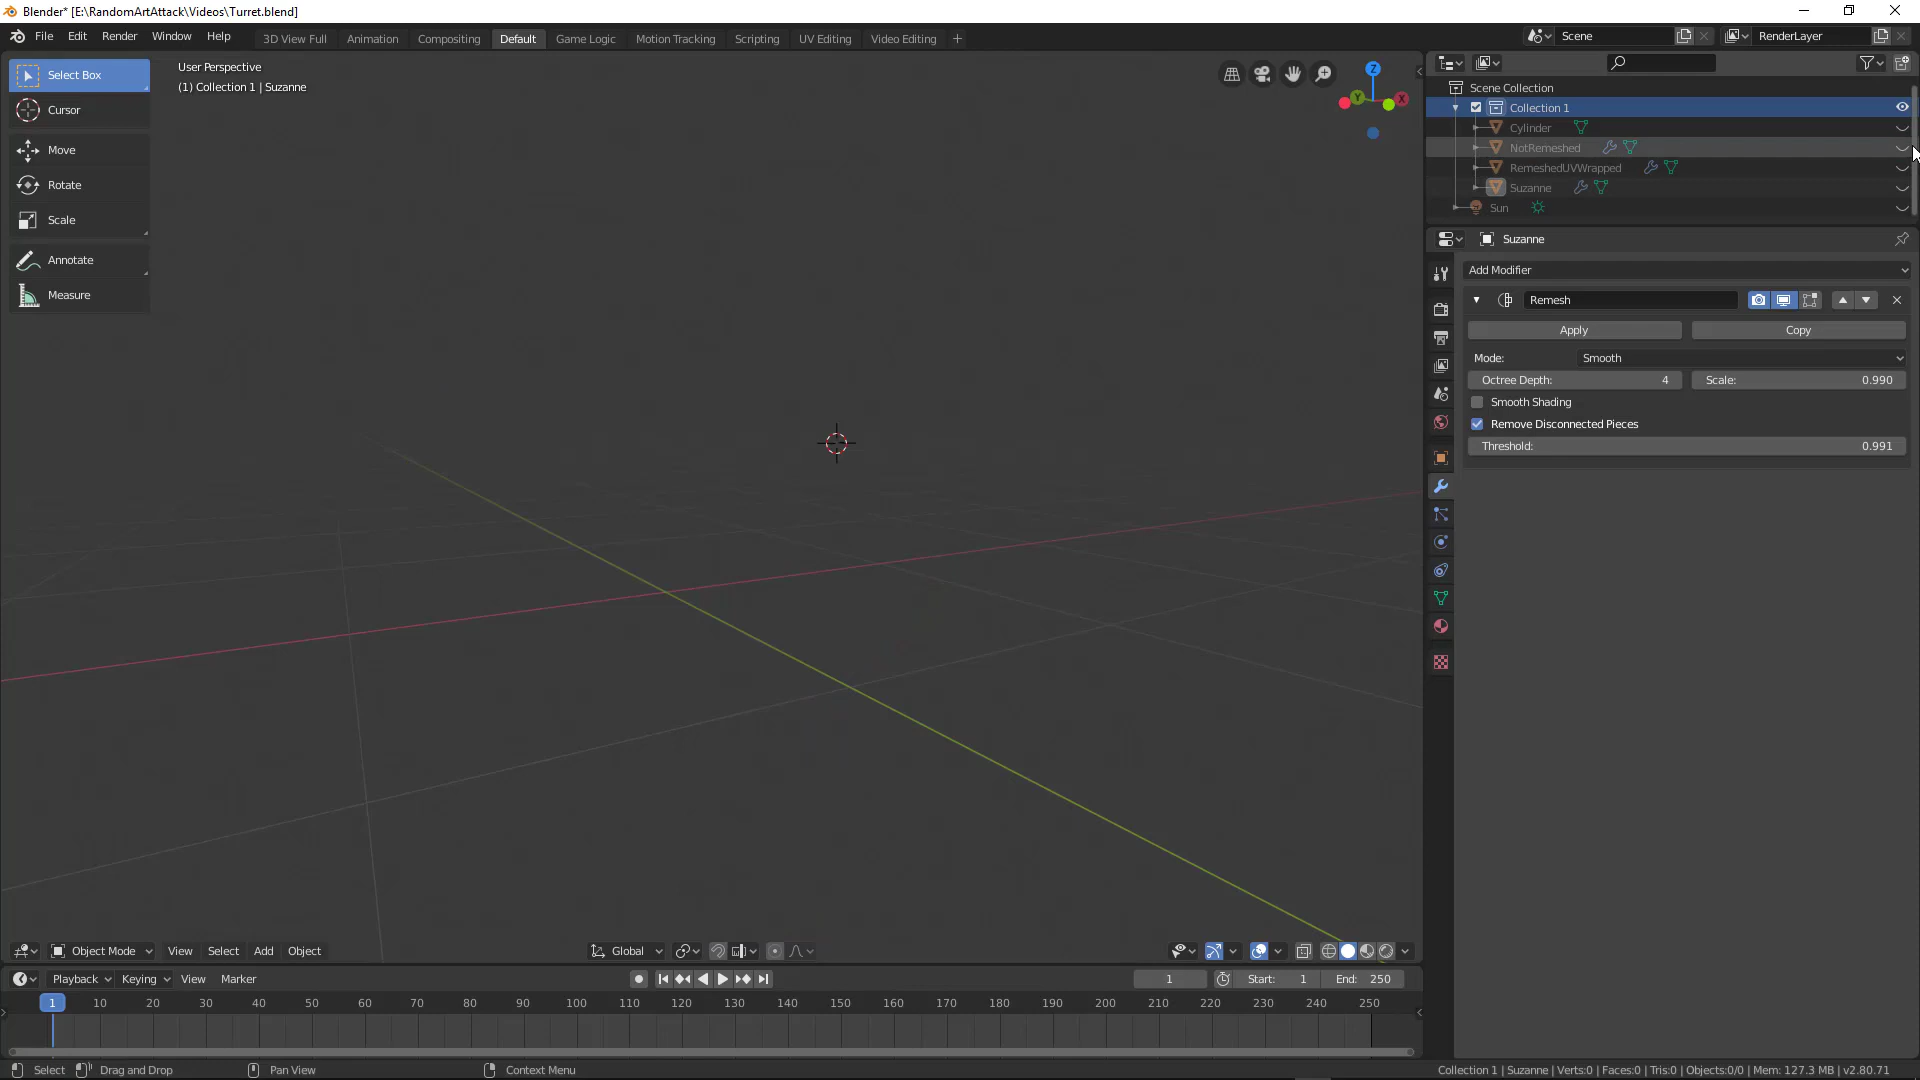 Blender* [E:\RandomArtAttack\Videos\Turret.blend]
File Edit Render Window Help 3D View Full Animation Compositing Default Game Logic Motion Tracking Scripting UV Editing Video Editing + Scene RenderLayer
Select Box
Cursor
Move
Rotate
Scale
Annotate
Measure
User Perspective
(1) Collection 1 | Suzanne
Z
Y X
Scene Collection
Collection 1
Cylinder
NotRemeshed
RemeshedUVWrapped
Suzanne
Sun
Suzanne
Add Modifier
Remesh
Apply Copy
Mode: Smooth
Octree Depth: 4 Scale: 0.990
Smooth Shading
Remove Disconnected Pieces
Threshold: 0.991
Object Mode View Select Add Object Global
Playback Keying View Marker 1 Start: 1 End: 250
1 10 20 30 40 50 60 70 80 90 100 110 120 130 140 150 160 170 180 190 200 210 220 230 240 250
Select Drag and Drop Pan View Context Menu Collection 1 | Suzanne | Verts:0 | Faces:0 | Tris:0 | Objects:0/0 | Mem: 127.3 MB | v2.80.71